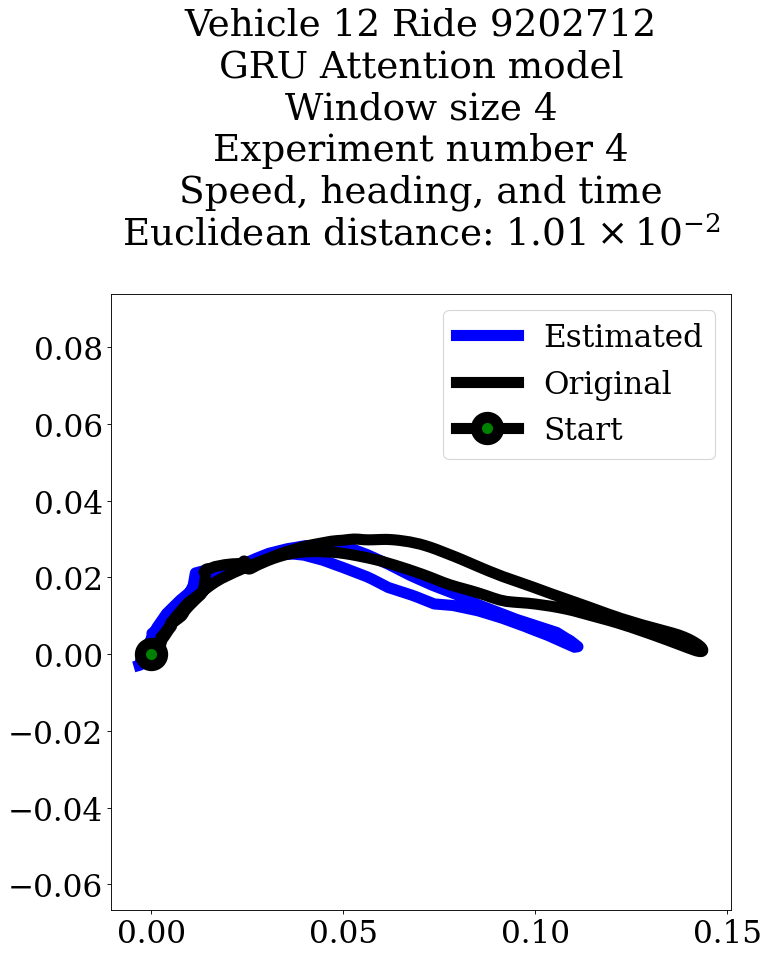 Vehicle 12 Ride 9202712
GRU Attention model
Window size 4
Experiment number 4
Speed, heading, and time
Euclidean distance: 1.01 × 10⁻²
Estimated
Original
Start
0.08
0.06
0.04
0.02
0.00
−0.02
−0.04
−0.06
0.00 0.05 0.10 0.15